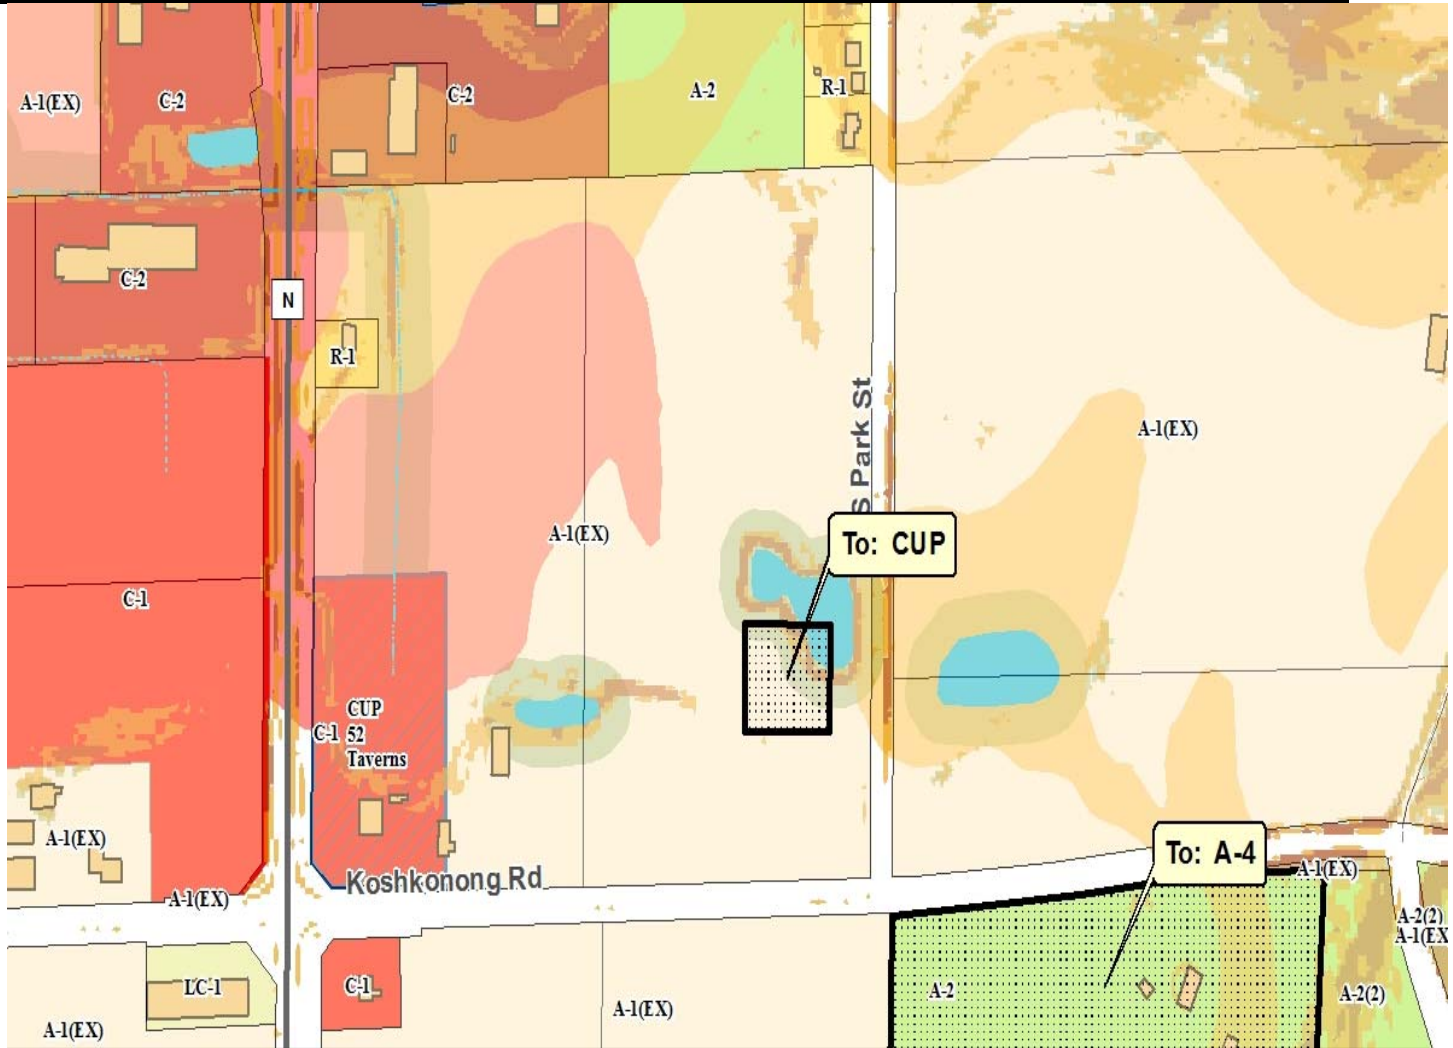 A-1(EX)
C-2
C-2
A-2
R-1
C-2
N
R-1
S Park St
A-1(EX)
A-1(EX)
To: CUP
C-1
C-1
CUP
52
Taverns
A-1(EX)
Koshkonong Rd
To: A-4
A-1(EX)
A-1(EX)
A-2(2)
A-1(EX
LC-1
C-1
A-2
A-2(2)
A-1(EX)
A-1(EX)